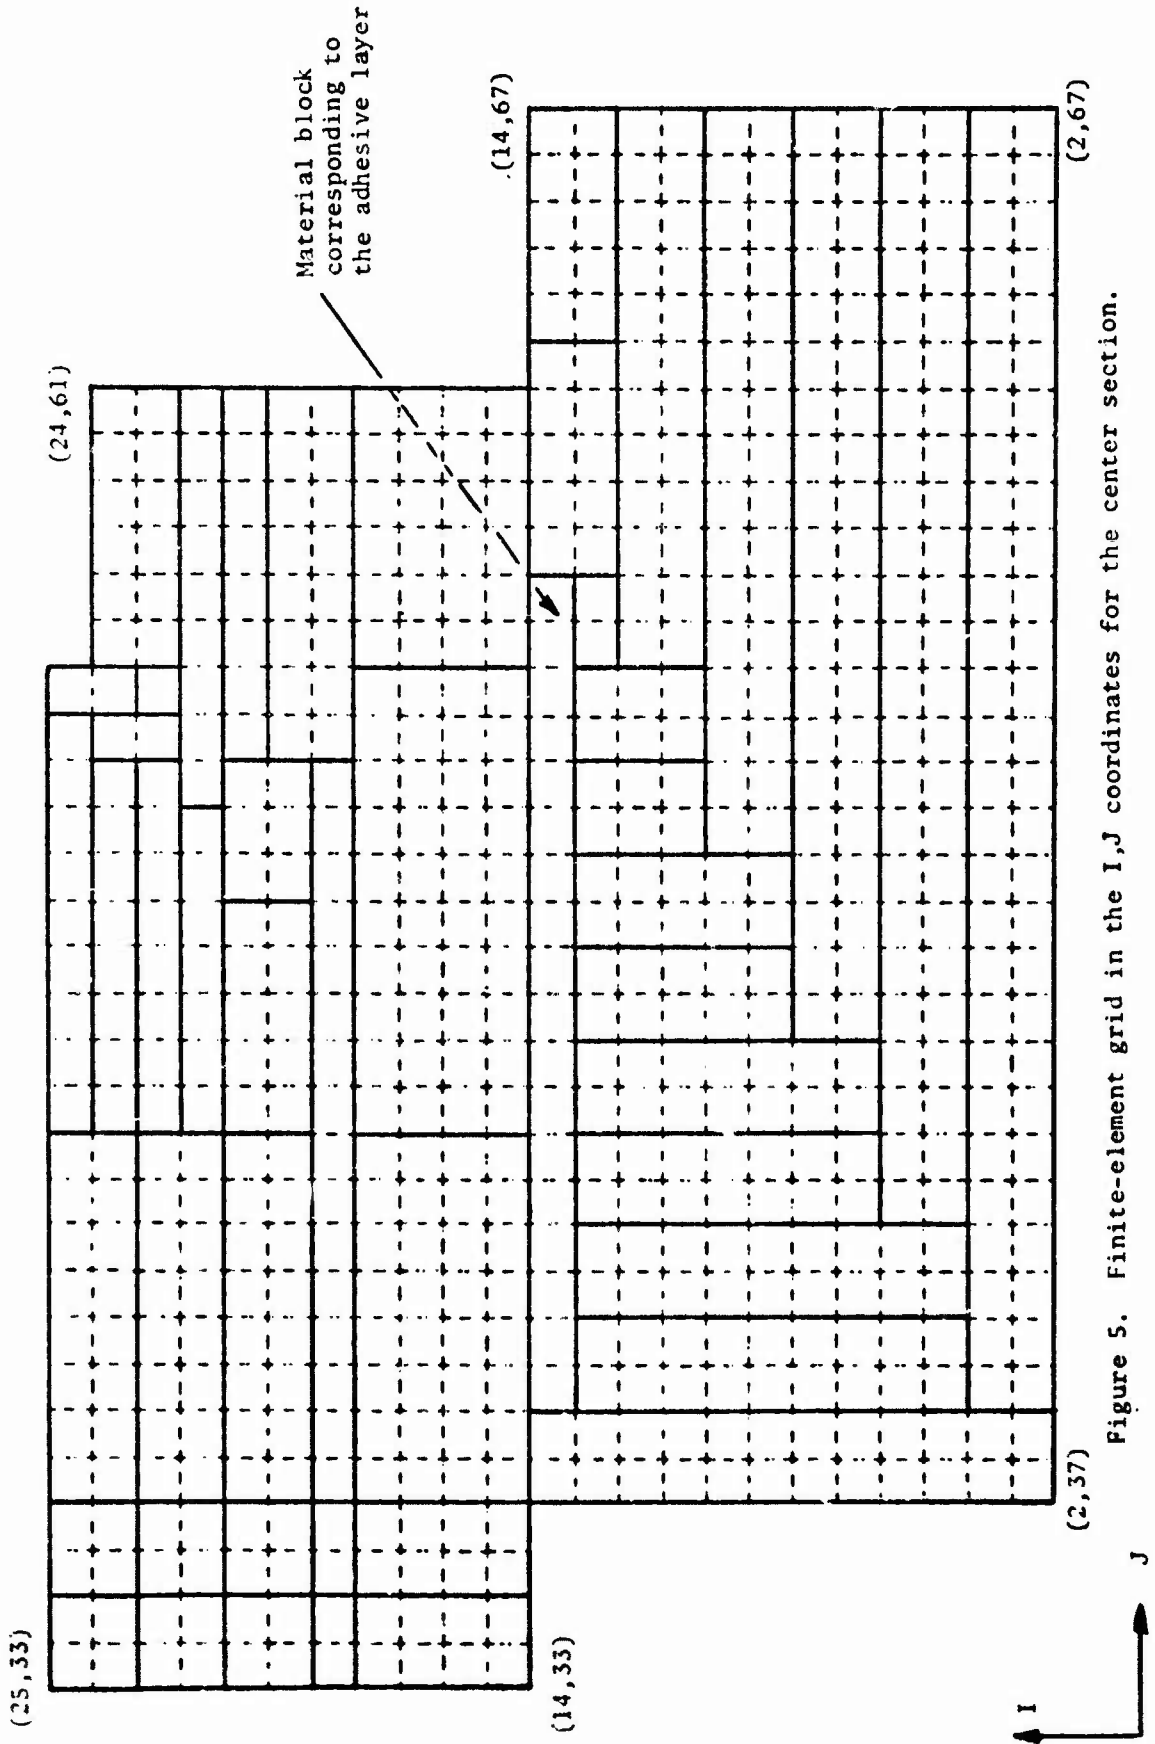 (25,33)
(24,61)
Material block
corresponding to
the adhesive layer
(14,67)
(14,33)
(2,37)
(2,67)
I
J
Figure 5. Finite-element grid in the I,J coordinates for the center section.